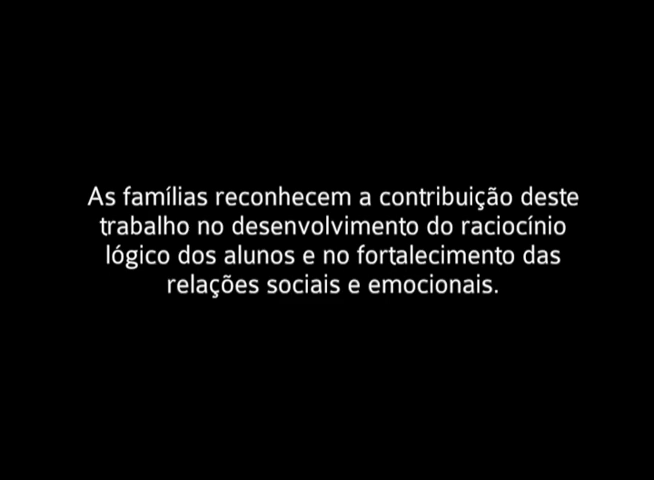 As famílias reconhecem a contribuição deste
trabalho no desenvolvimento do raciocínio
lógico dos alunos e no fortalecimento das
relações sociais e emocionais.